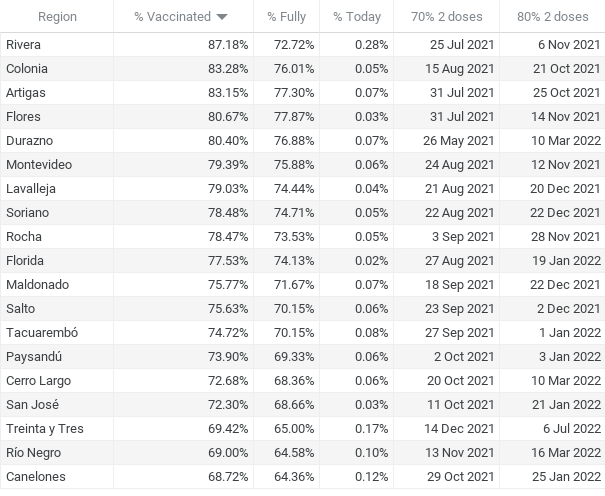 Region % Vaccinated % Fully % Today 70% 2 doses 80% 2 doses
Rivera 87.18% 72.72% 0.28% 25 Jul 2021 6 Nov 2021
Colonia 83.28% 76.01% 0.05% 15 Aug 2021 21 Oct 2021
Artigas 83.15% 77.30% 0.07% 31 Jul 2021 25 Oct 2021
Flores 80.67% 77.87% 0.03% 31 Jul 2021 14 Nov 2021
Durazno 80.40% 76.88% 0.07% 26 May 2021 10 Mar 2022
Montevideo 79.39% 75.88% 0.06% 24 Aug 2021 12 Nov 2021
Lavalleja 79.03% 74.44% 0.04% 21 Aug 2021 20 Dec 2021
Soriano 78.48% 74.71% 0.05% 22 Aug 2021 22 Dec 2021
Rocha 78.47% 73.53% 0.05% 3 Sep 2021 28 Nov 2021
Florida 77.53% 74.13% 0.02% 27 Aug 2021 19 Jan 2022
Maldonado 75.77% 71.67% 0.07% 18 Sep 2021 22 Dec 2021
Salto 75.63% 70.15% 0.06% 23 Sep 2021 2 Dec 2021
Tacuarembó 74.72% 70.15% 0.08% 27 Sep 2021 1 Jan 2022
Paysandú 73.90% 69.33% 0.06% 2 Oct 2021 3 Jan 2022
Cerro Largo 72.68% 68.36% 0.06% 20 Oct 2021 10 Mar 2022
San José 72.30% 68.66% 0.03% 11 Oct 2021 21 Jan 2022
Treinta y Tres 69.42% 65.00% 0.17% 14 Dec 2021 6 Jul 2022
Río Negro 69.00% 64.58% 0.10% 13 Nov 2021 16 Mar 2022
Canelones 68.72% 64.36% 0.12% 29 Oct 2021 25 Jan 2022